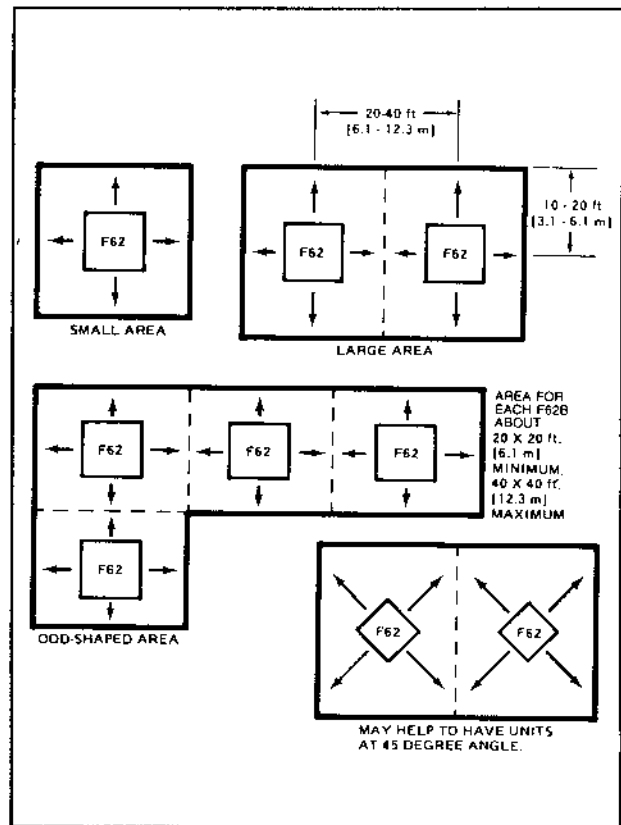 20-40 ft
[6.1 - 12.3 m]
10 - 20 ft
[3.1 - 6.1 m]
F62
F62
F62
SMALL AREA
LARGE AREA
F62
F62
F62
AREA FOR
EACH F62B
ABOUT
20 X 20 ft.
[6.1 m]
MINIMUM,
40 X 40 ft.
[12.3 m]
MAXIMUM
F62
ODD-SHAPED AREA
F62
F62
MAY HELP TO HAVE UNITS
AT 45 DEGREE ANGLE.